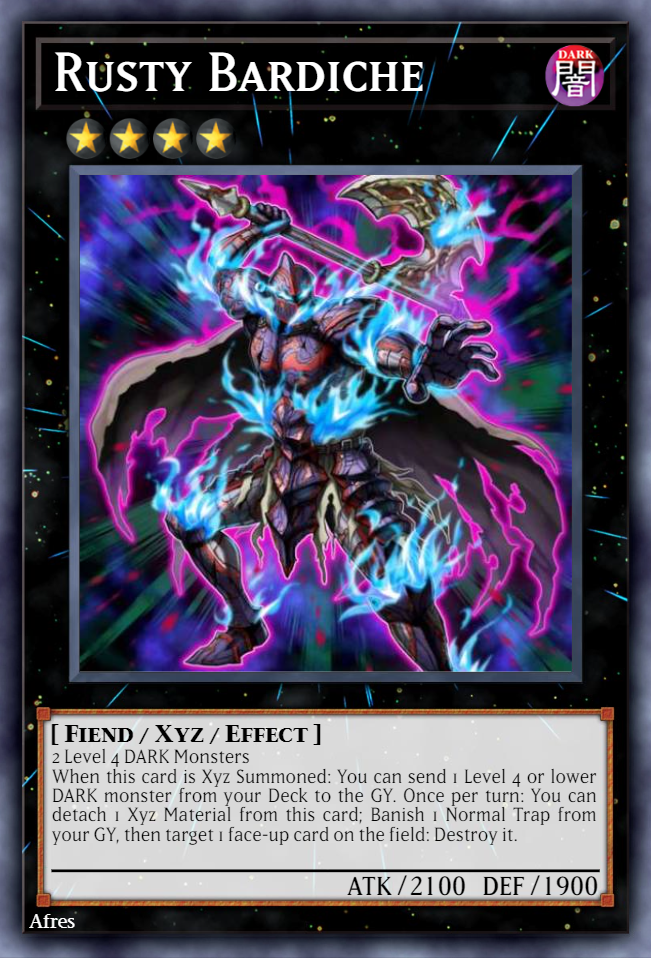 Rusty Bardiche
DARK
闇
[ Fiend / Xyz / Effect ]
2 Level 4 DARK Monsters
When this card is Xyz Summoned: You can send 1 Level 4 or lower
DARK monster from your Deck to the GY. Once per turn: You can
detach 1 Xyz Material from this card; Banish 1 Normal Trap from
your GY, then target 1 face-up card on the field: Destroy it.
ATK/2100 DEF/1900
Afres